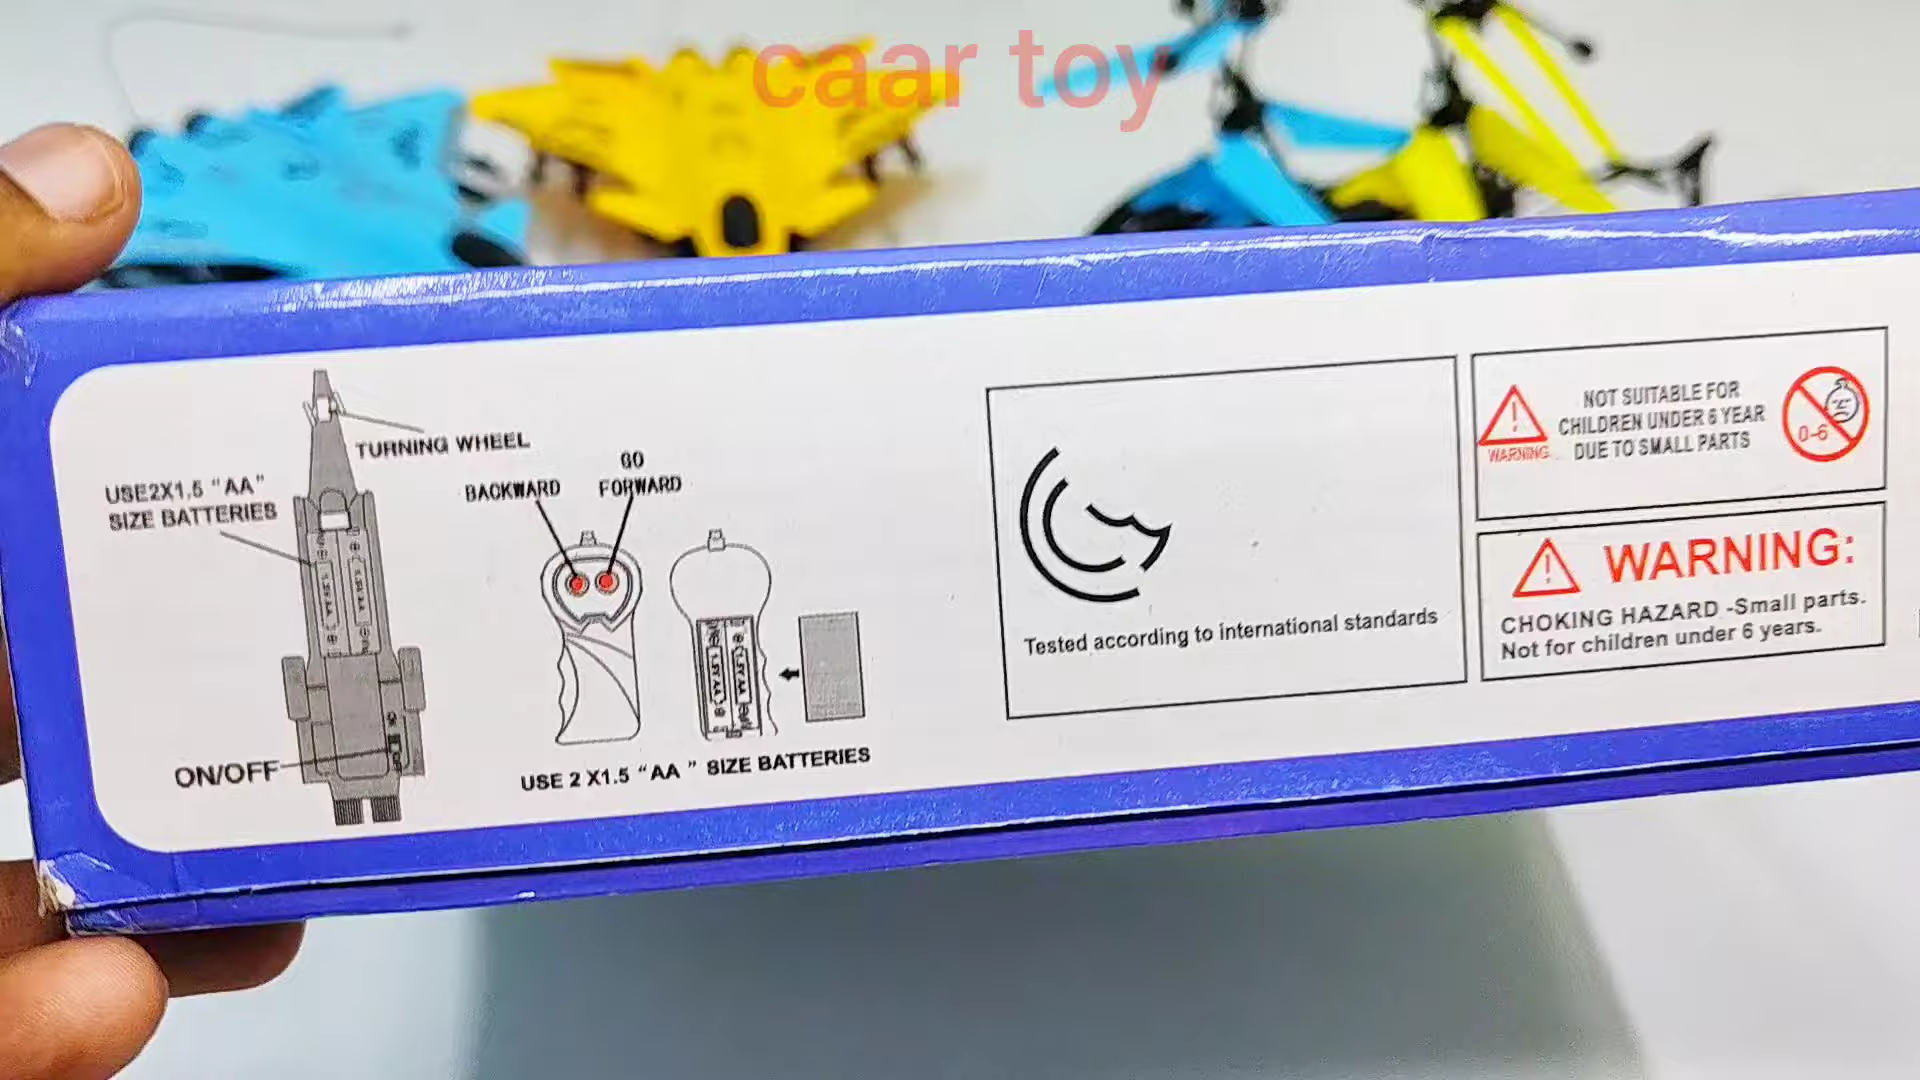 caar toy
TURNING WHEEL
USE2X1.5 “AA”
SIZE BATTERIES
ON/OFF
BACKWARD
GO
FORWARD
USE 2 X1.5 “AA ” SIZE BATTERIES
Tested according to international standards
WARNING
NOT SUITABLE FOR
CHILDREN UNDER 6 YEAR
DUE TO SMALL PARTS
0-6
WARNING:
CHOKING HAZARD -Small parts.
Not for children under 6 years.